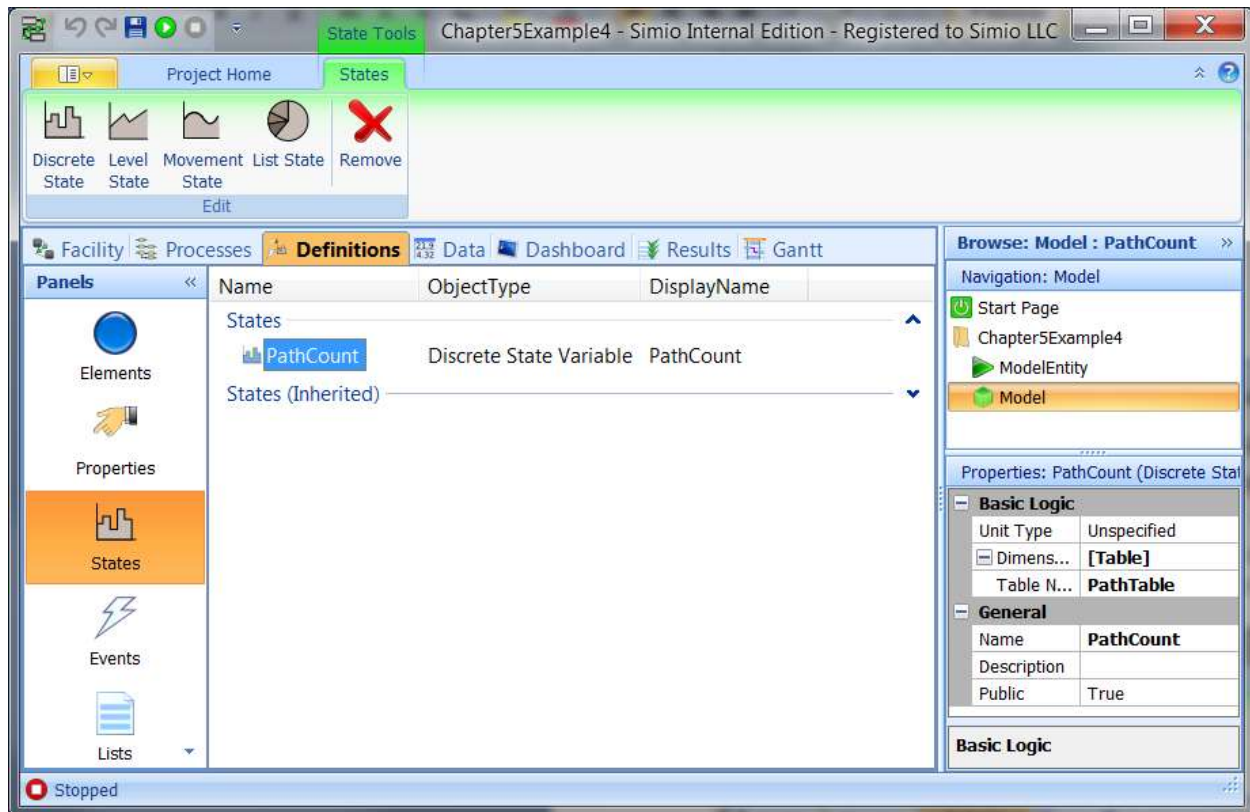 State Tools Chapter5Example4 - Simio Internal Edition - Registered to Simio LLC
Project Home States
Discrete State
Level State
Movement State
List State
Remove
Edit
Facility Processes Definitions Data Dashboard Results Gantt
Panels
Elements
Properties
States
Events
Lists
Name ObjectType DisplayName
States
PathCount Discrete State Variable PathCount
States (Inherited)
Browse: Model : PathCount
Navigation: Model
Start Page
Chapter5Example4
ModelEntity
Model
Properties: PathCount (Discrete Stat
Basic Logic
Unit Type Unspecified
Dimens... [Table]
Table N... PathTable
General
Name PathCount
Description
Public True
Basic Logic
Stopped